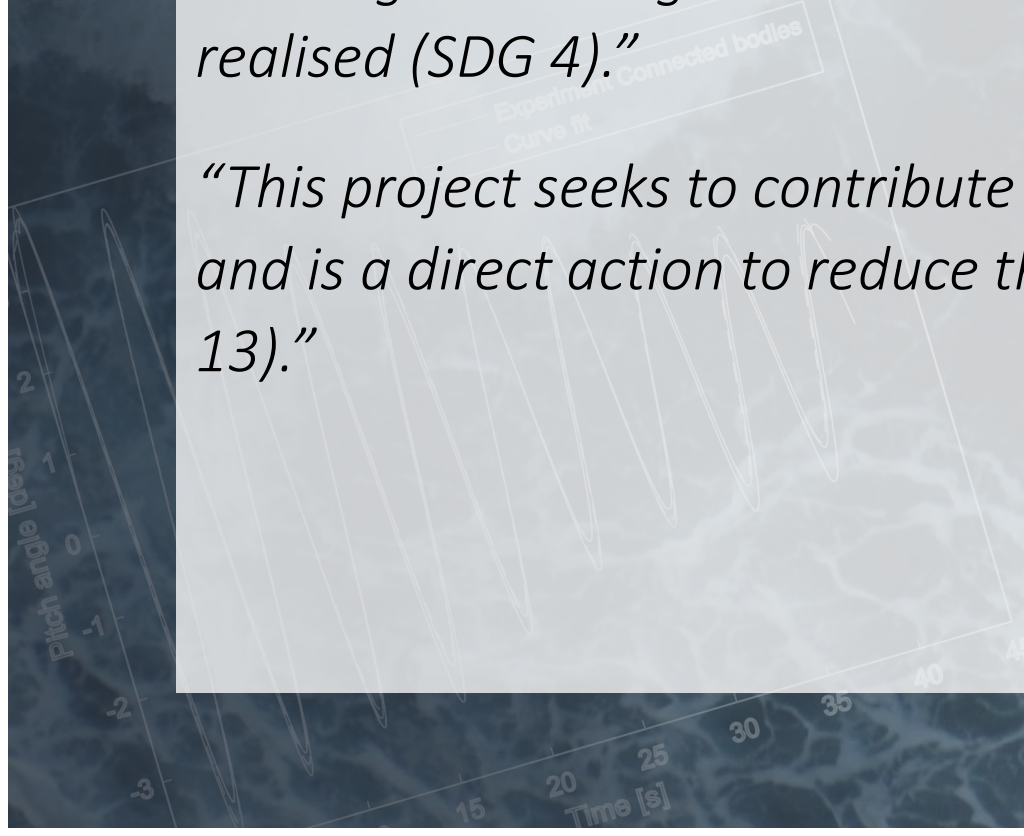 realised (SDG 4).”
Experiment Connected bodies
Curve fit
“This project seeks to contribute
and is a direct action to reduce
13).”
2
1
0
-1
-2
-3
Pitch angle [deg]
15
20
25
30
35
40
Time [s]